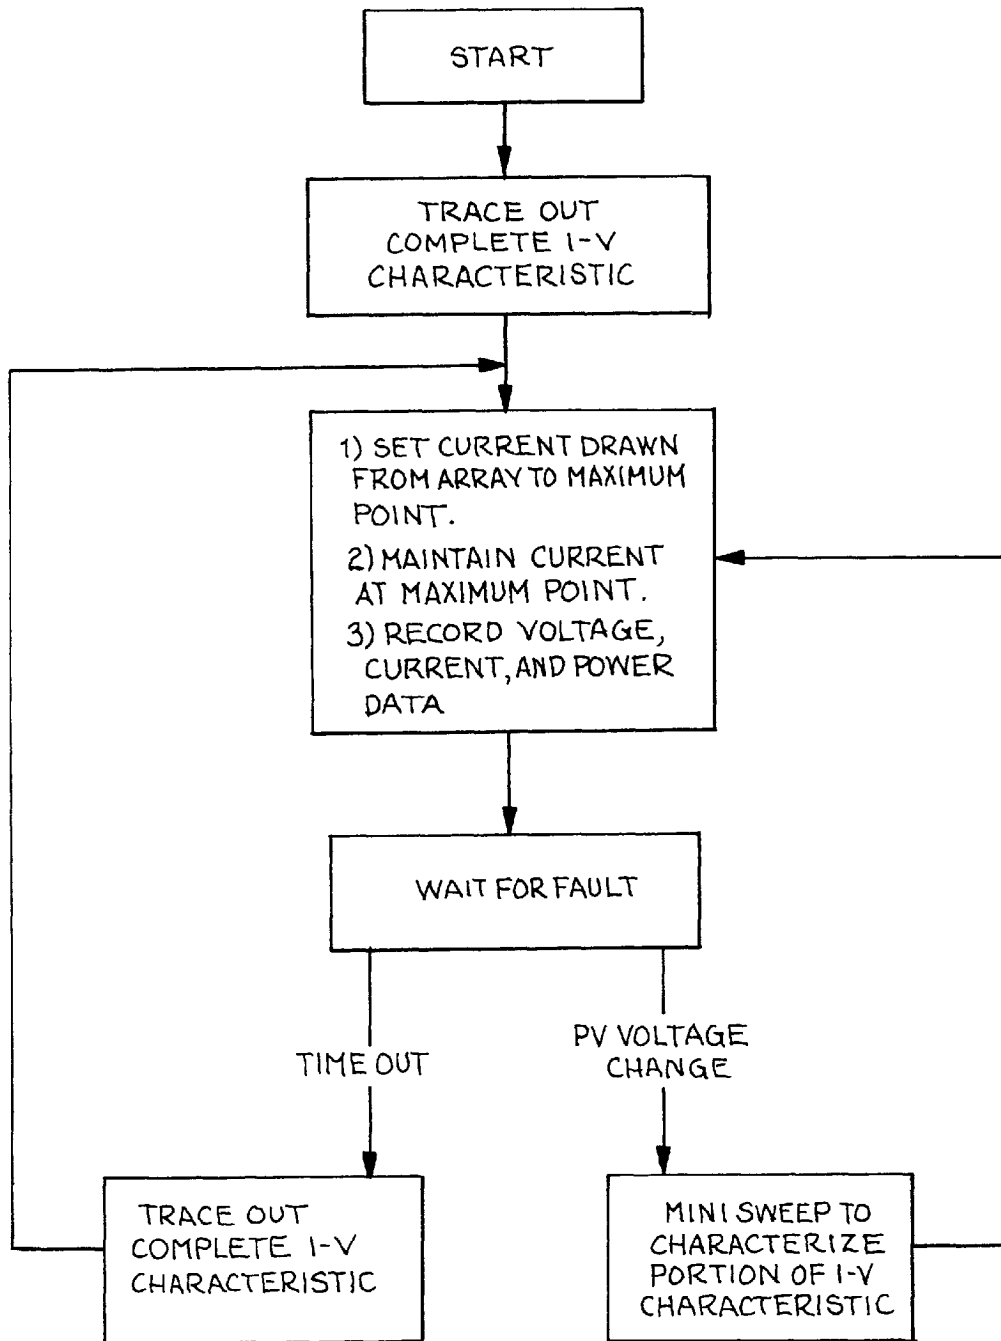 START
TRACE OUT
COMPLETE I-V
CHARACTERISTIC
1) SET CURRENT DRAWN
FROM ARRAY TO MAXIMUM
POINT.
2) MAINTAIN CURRENT
AT MAXIMUM POINT.
3) RECORD VOLTAGE,
CURRENT, AND POWER
DATA
WAIT FOR FAULT
TIME OUT
PV VOLTAGE
CHANGE
TRACE OUT
COMPLETE I-V
CHARACTERISTIC
MINI SWEEP TO
CHARACTERIZE
PORTION OF I-V
CHARACTERISTIC